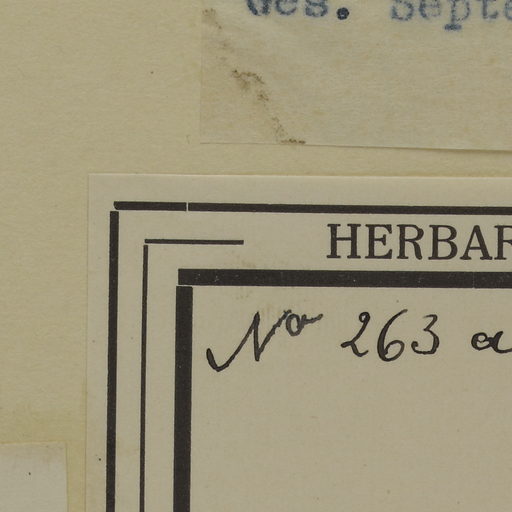 Ges. Septe
HERBAR
No 263 a